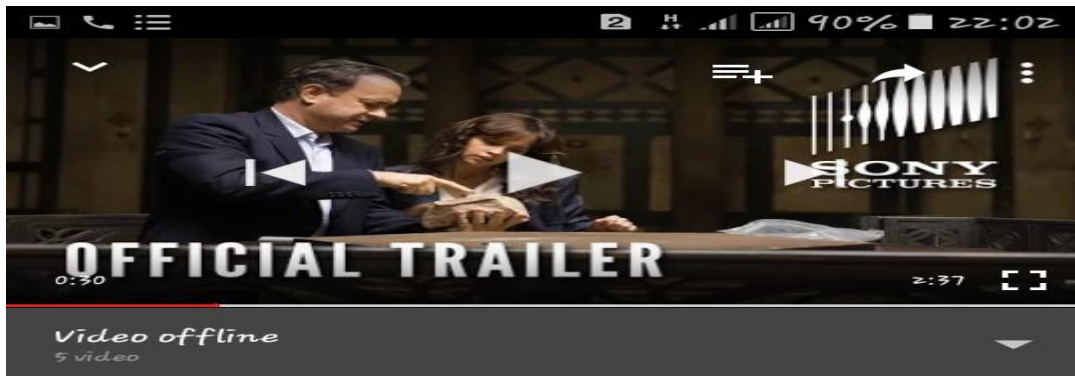 2 H 90% 22:02
SONY
PICTURES
OFFICIAL TRAILER
0:30 2:37
Video offline
5 video